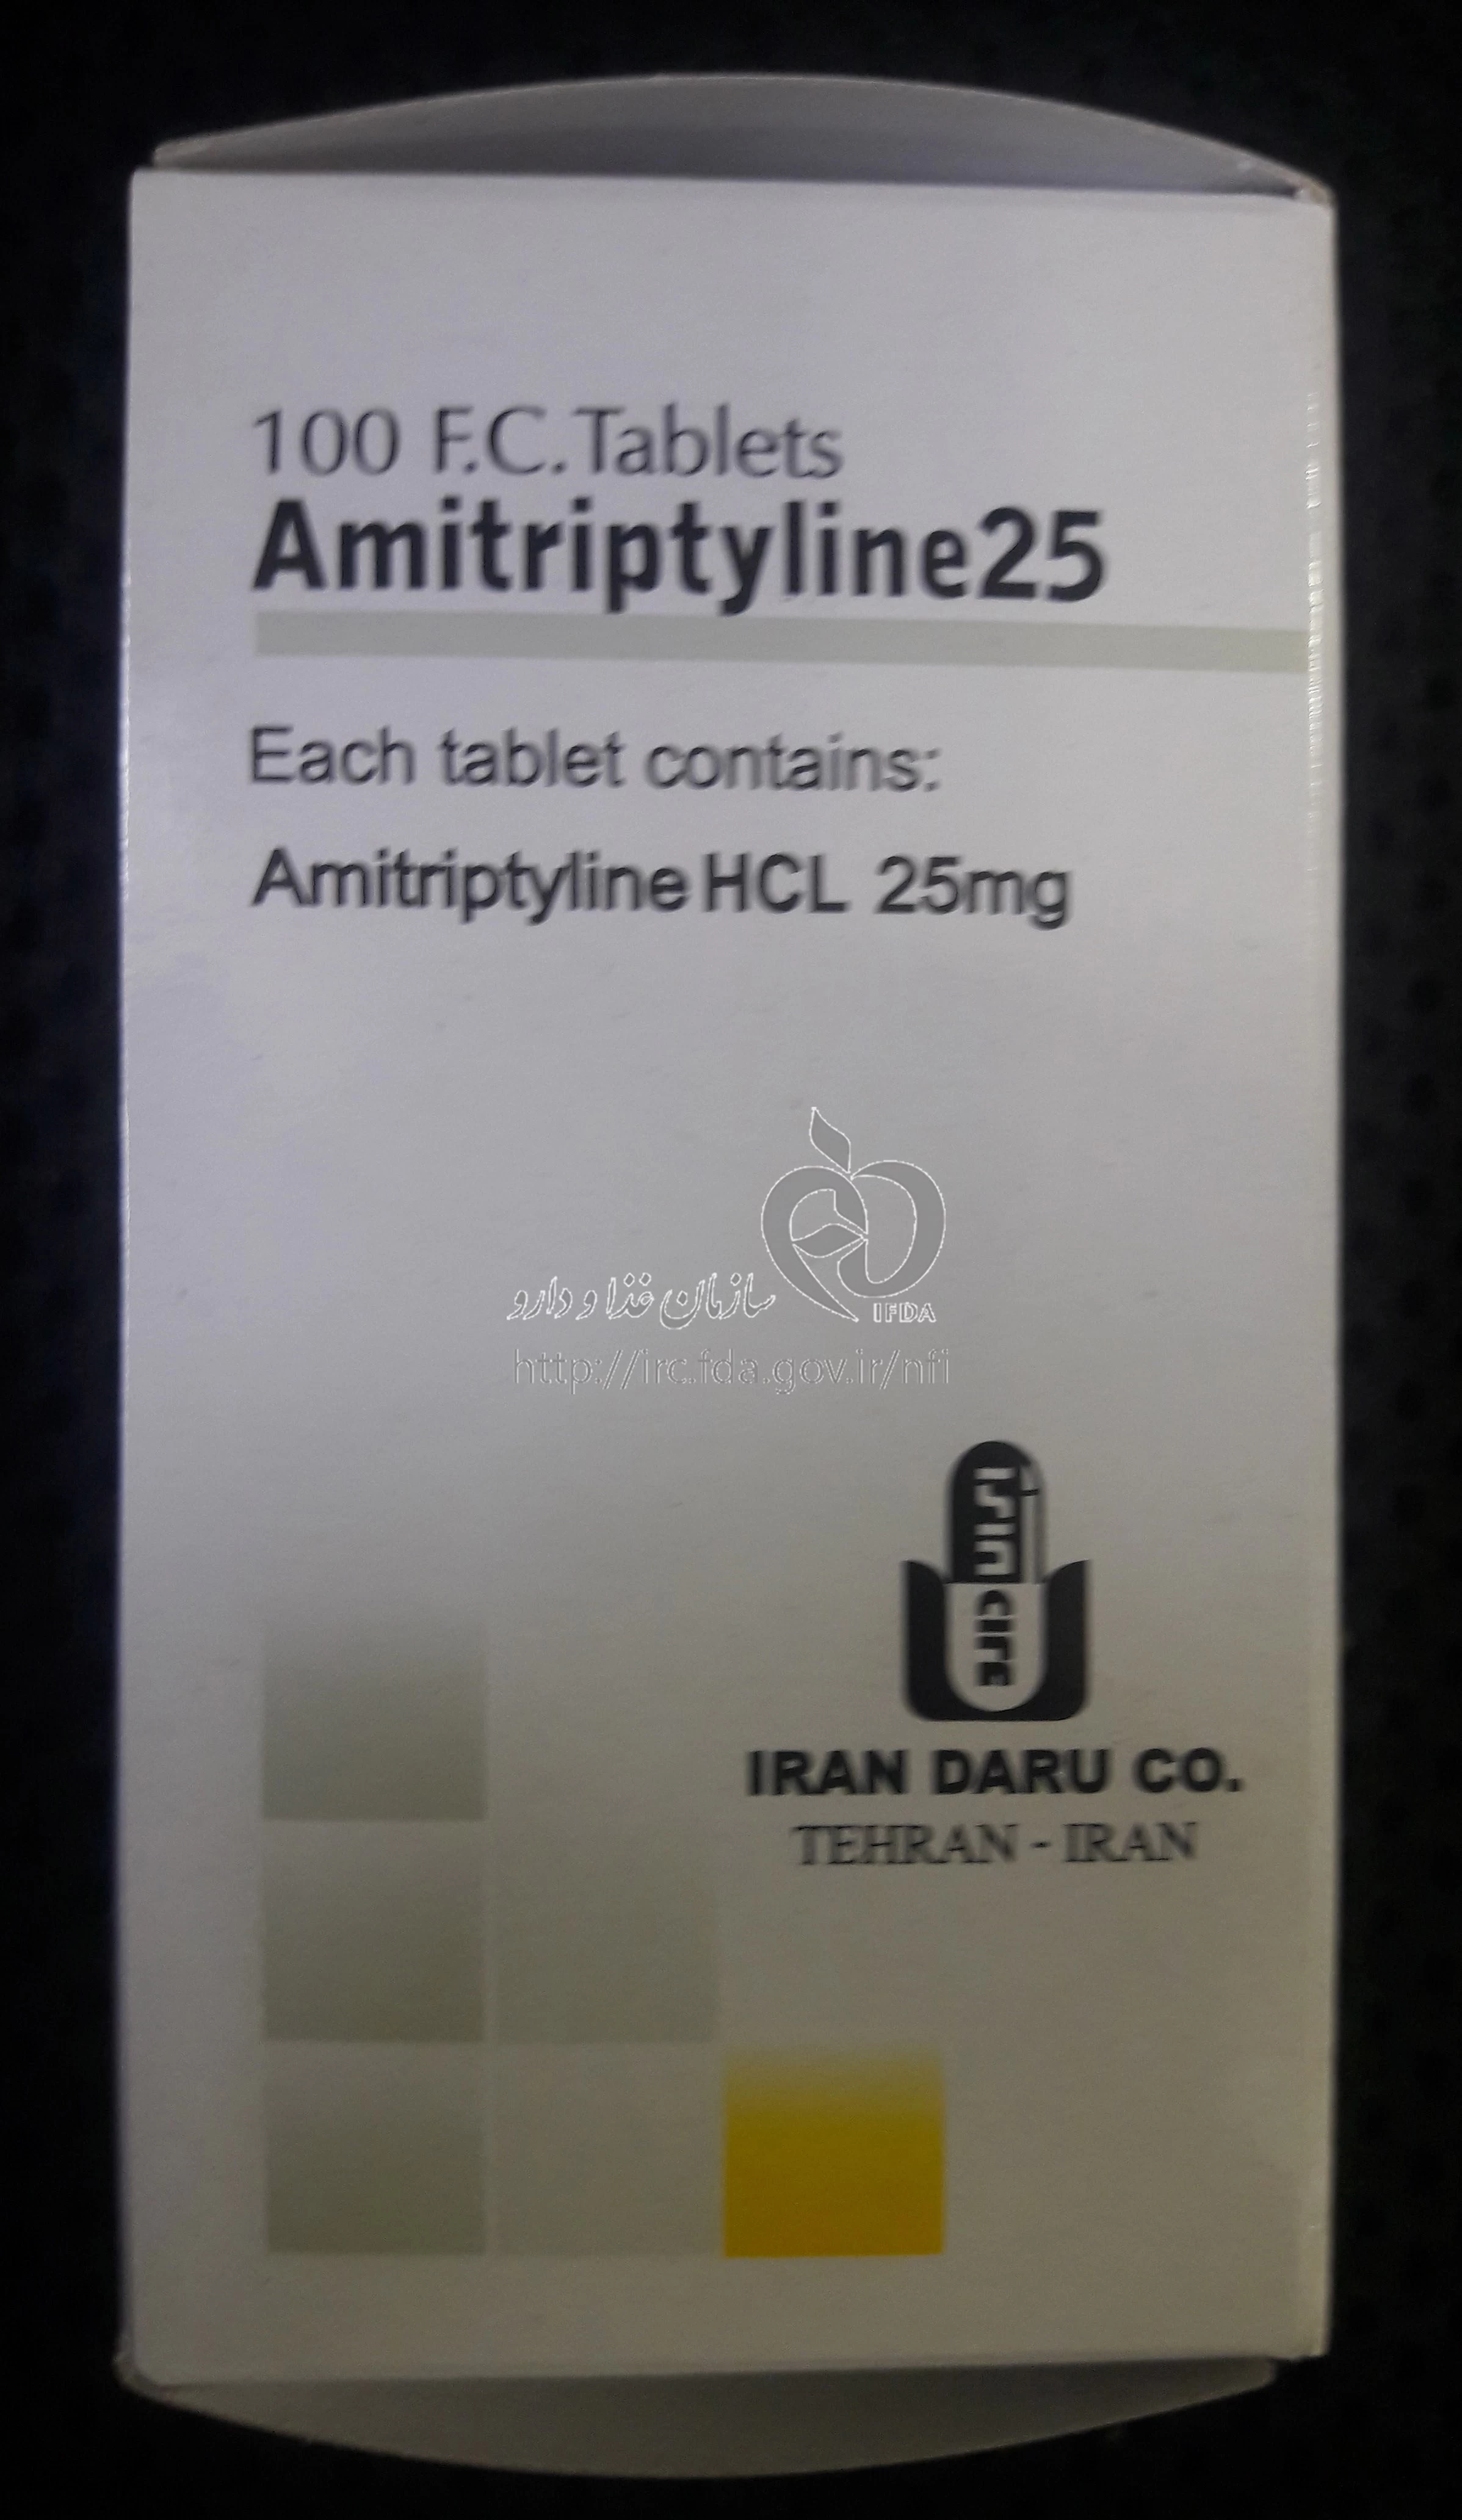 100 F.C.Tablets
Amitriptyline25
Each tablet contains:
Amitriptyline HCL 25mg
IFDA
سازمان غذا و دارو
http://irc.fda.gov.ir/nfi
IRAN DARU CO.
TEHRAN - IRAN